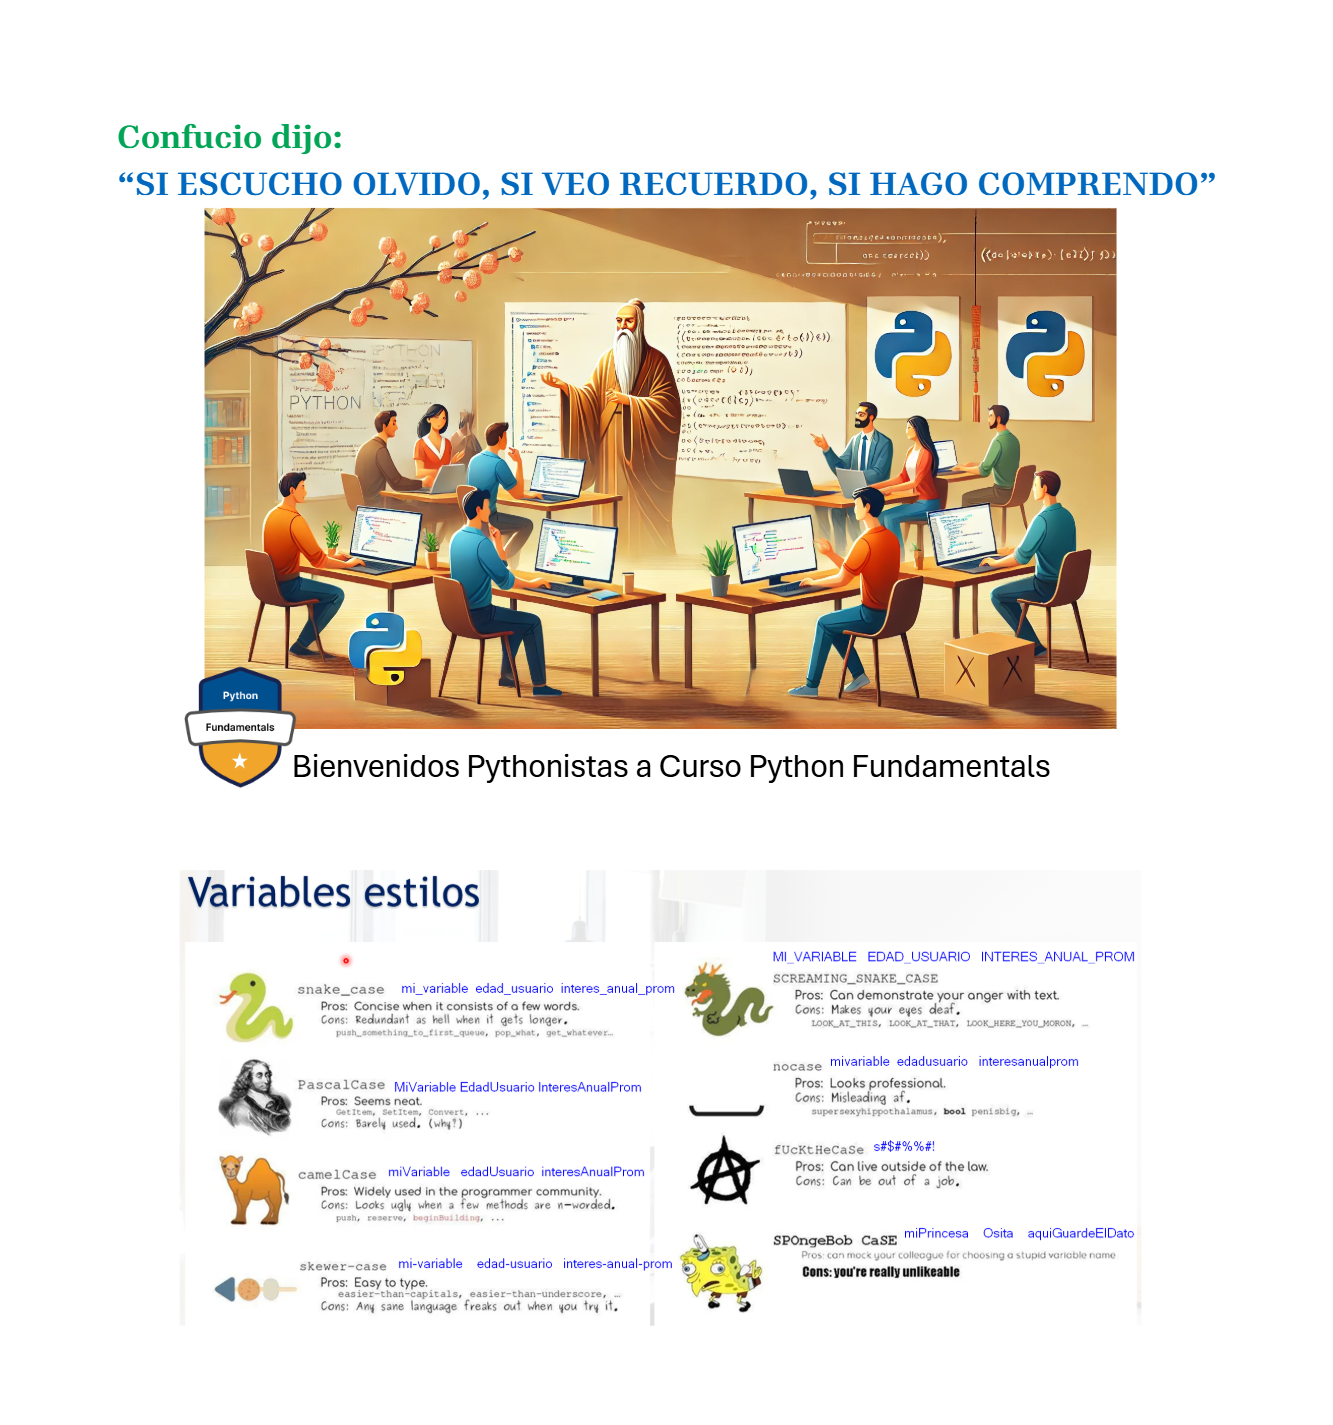 Confucio dijo:
“SI ESCUCHO OLVIDO, SI VEO RECUERDO, SI HAGO COMPRENDO”
PYTHON
PYTHON
Python
Fundamentals
Bienvenidos Pythonistas a Curso Python Fundamentals
Variables estilos
snake_case mi_variable edad_usuario interes_anual_prom
Pros: Concise when it consists of a few words.
Cons: Redundant as hell when it gets longer.
push_something_to_first_queue, pop_what, get_whatever…
PascalCase MiVariable EdadUsuario InteresAnualProm
Pros: Seems neat.
GetItem, SetItem, Convert, ...
Cons: Barely used. (why?)
camelCase miVariable edadUsuario interesAnualProm
Pros: Widely used in the programmer community.
Cons: Looks ugly when a few methods are n-worded.
push, reserve, beginBuilding, ...
skewer-case mi-variable edad-usuario interes-anual-prom
Pros: Easy to type.
easier-than-capitals, easier-than-underscore, …
Cons: Any sane language freaks out when you try it.
MI_VARIABLE EDAD_USUARIO INTERES_ANUAL_PROM
SCREAMING_SNAKE_CASE
Pros: Can demonstrate your anger with text.
Cons: Makes your eyes deaf.
LOOK_AT_THIS, LOOK_AT_THAT, LOOK_HERE_YOU_MORON, …
nocase mivariable edadusuario interesanualprom
Pros: Looks professional.
Cons: Misleading af.
supersexyhippothalamus, bool penisbig, …
fUcKtHeCaSe s#$#%%#!
Pros: Can live outside of the law.
Cons: Can be out of a job.
SPOngeBob CaSE miPrincesa Osita aquiGuardeElDato
Pros: can mock your colleague for choosing a stupid variable name
Cons: you're really unlikeable